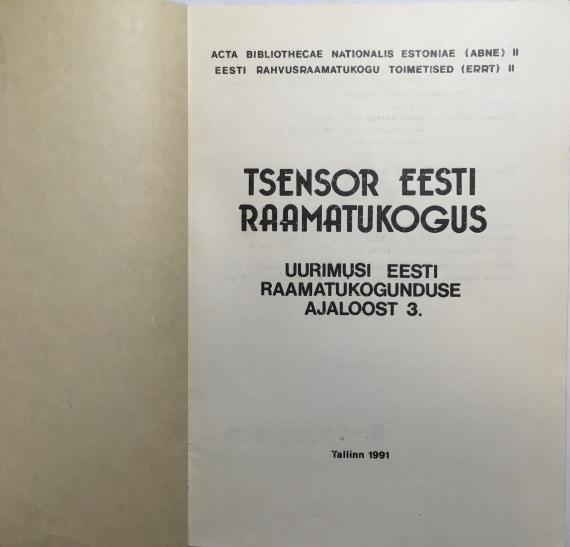 ACTA BIBLIOTHECAE NATIONALIS ESTONIAE (ABNE) II
EESTI RAHVUSRAAMATUKOGU TOIMETISED (ERRT) II
TSENSOR EESTI
RAAMATUKOGUS
UURIMUSI EESTI
RAAMATUKOGUNDUSE
AJALOOST 3.
Tallinn 1991